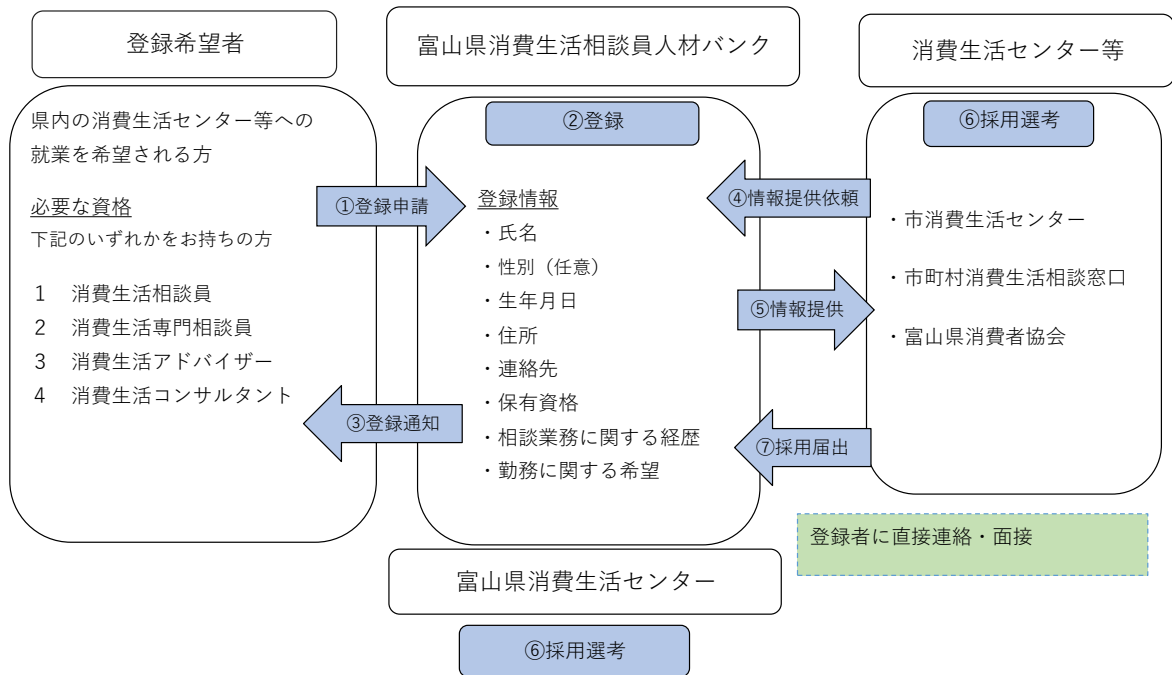 登録希望者
県内の消費生活センター等への
就業を希望される方
必要な資格
下記のいずれかをお持ちの方
1 消費生活相談員
2 消費生活専門相談員
3 消費生活アドバイザー
4 消費生活コンサルタント
①登録申請
③登録通知
富山県消費生活相談員人材バンク
②登録
登録情報
・氏名
・性別（任意）
・生年月日
・住所
・連絡先
・保有資格
・相談業務に関する経歴
・勤務に関する希望
富山県消費生活センター
⑥採用選考
④情報提供依頼
⑤情報提供
⑦採用届出
消費生活センター等
⑥採用選考
・市消費生活センター
・市町村消費生活相談窓口
・富山県消費者協会
登録者に直接連絡・面接